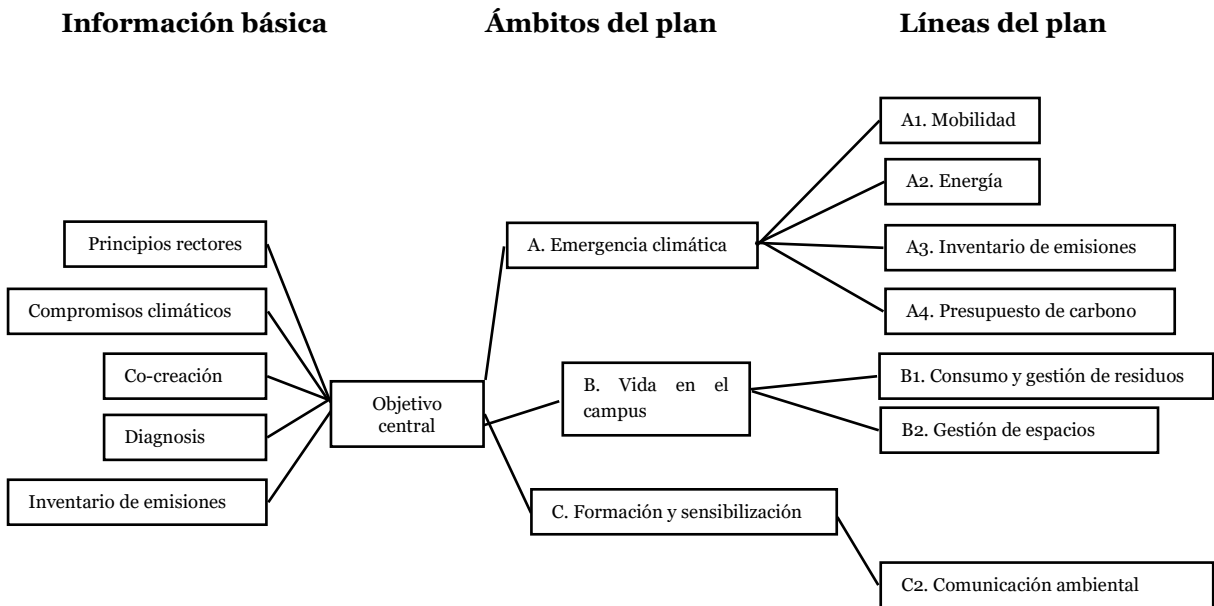 Información básica
Ámbitos del plan
Líneas del plan
Principios rectores
Compromisos climáticos
Co-creación
Diagnosis
Inventario de emisiones
Objetivo
central
A. Emergencia climática
B. Vida en el
campus
C. Formación y sensibilización
A1. Mobilidad
A2. Energía
A3. Inventario de emisiones
A4. Presupuesto de carbono
B1. Consumo y gestión de residuos
B2. Gestión de espacios
C2. Comunicación ambiental